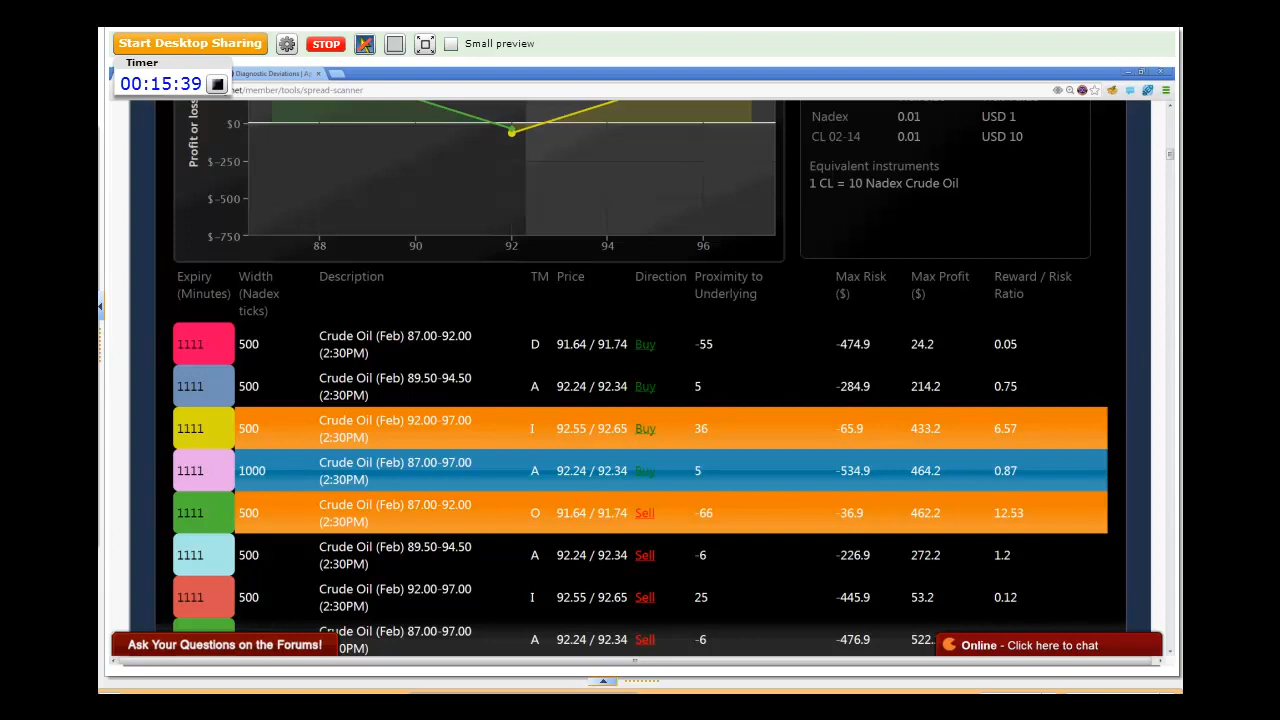 Start Desktop Sharing STOP Small preview
Timer
00:15:39
Diagnostic Deviations | Ap
et/member/tools/spread-scanner
Profit or loss
$0
$-250
$-500
$-750
88 90 92 94 96
Nadex 0.01 USD 1
CL 02-14 0.01 USD 10
Equivalent instruments
1 CL = 10 Nadex Crude Oil
Expiry (Minutes) Width (Nadex ticks) Description TM Price Direction Proximity to Underlying Max Risk ($) Max Profit ($) Reward / Risk Ratio
1111 500 Crude Oil (Feb) 87.00-92.00 (2:30PM) D 91.64 / 91.74 Buy -55 -474.9 24.2 0.05
1111 500 Crude Oil (Feb) 89.50-94.50 (2:30PM) A 92.24 / 92.34 Buy 5 -284.9 214.2 0.75
1111 500 Crude Oil (Feb) 92.00-97.00 (2:30PM) I 92.55 / 92.65 Buy 36 -65.9 433.2 6.57
1111 1000 Crude Oil (Feb) 87.00-97.00 (2:30PM) A 92.24 / 92.34 Buy 5 -534.9 464.2 0.87
1111 500 Crude Oil (Feb) 87.00-92.00 (2:30PM) O 91.64 / 91.74 Sell -66 -36.9 462.2 12.53
1111 500 Crude Oil (Feb) 89.50-94.50 (2:30PM) A 92.24 / 92.34 Sell -6 -226.9 272.2 1.2
1111 500 Crude Oil (Feb) 92.00-97.00 (2:30PM) I 92.55 / 92.65 Sell 25 -445.9 53.2 0.12
Crude Oil (Feb) 87.00-97.00 0PM) A 92.24 / 92.34 Sell -6 -476.9 522.
Ask Your Questions on the Forums!
Online - Click here to chat